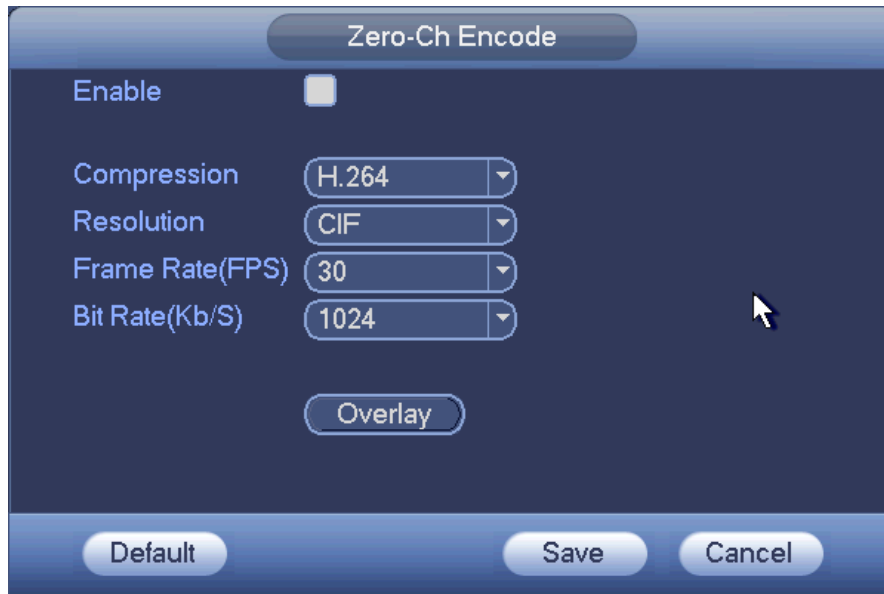 Zero-Ch Encode
Enable
Compression H.264
Resolution CIF
Frame Rate(FPS) 30
Bit Rate(Kb/S) 1024
Overlay
Default Save Cancel